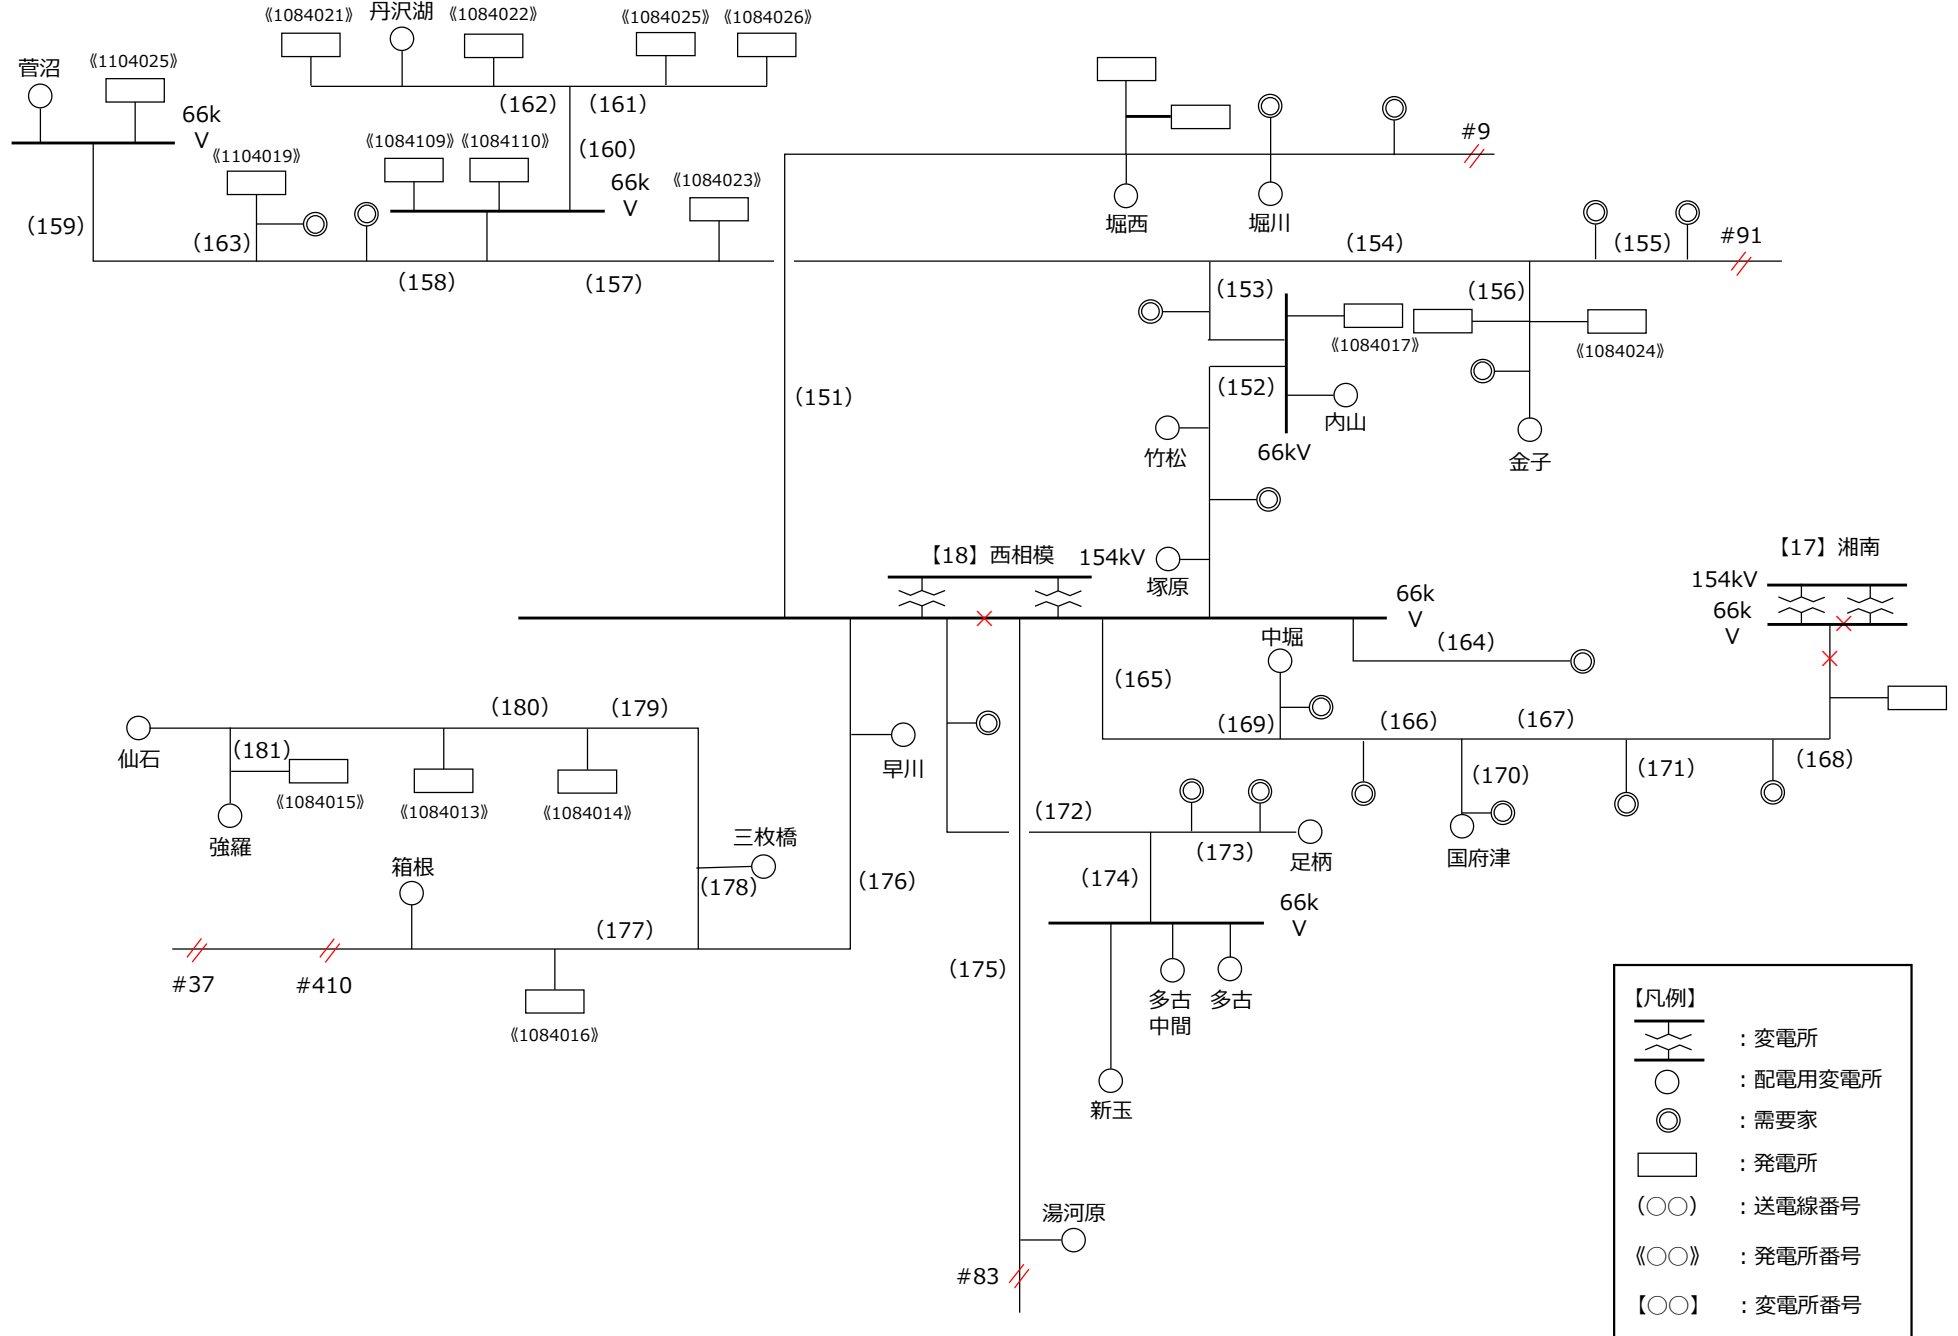 《1084021》
丹沢湖
《1084022》
《1084025》
《1084026》
菅沼
《1104025》
66k
V
(162)
(161)
《1104019》
《1084109》
《1084110》
(160)
66k
V
《1084023》
#9
堀西
堀川
(159)
(163)
(158)
(157)
(154)
(155)
#91
(153)
(156)
《1084017》
《1084024》
(151)
(152)
内山
竹松
66kV
金子
【18】西相模
154kV
塚原
【17】湘南
154kV
66k
V
66k
V
中堀
(164)
(165)
(180)
(179)
(169)
(166)
(167)
仙石
(181)
《1084015》
《1084013》
《1084014》
早川
(170)
(171)
(168)
強羅
三枚橋
(172)
(173)
足柄
国府津
箱根
(178)
(176)
(174)
66k
V
(177)
#37
#410
(175)
多古
中間
多古
《1084016》
新玉
湯河原
#83
【凡例】
:変電所
:配電用変電所
:需要家
:発電所
(○○)
:送電線番号
《○○》
:発電所番号
【○○】
:変電所番号